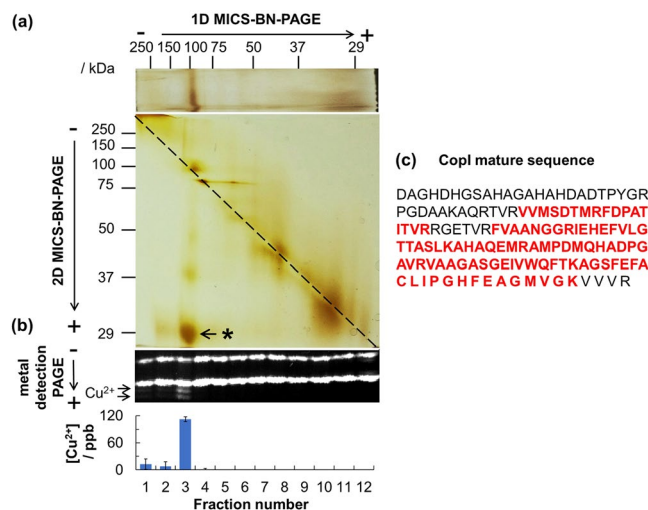 (a)
1D MICS-BN-PAGE
- +
250 150 100 75 50 37 29
/ kDa
-
250
150
100
75
50
37
29
2D MICS-BN-PAGE
+
*
(b)
-
metal
detection
PAGE
+
Cu²⁺
[Cu²⁺]
/ ppb
120
60
0
1 2 3 4 5 6 7 8 9 10 11 12
Fraction number
(c) CopI mature sequence
DAGHDHGSAHAGAHAHDADTPYGR
PGDAAKAQRTVRVVMSDTMRFDPAT
ITVRRGETVRFVAANGGRIEHEFVLG
TTASLKAHAQEMRAMPDMQHADPG
AVRVAAGASGEIVWQFTKAGSFEFA
CLIPGHFEAGMVGKVVVR